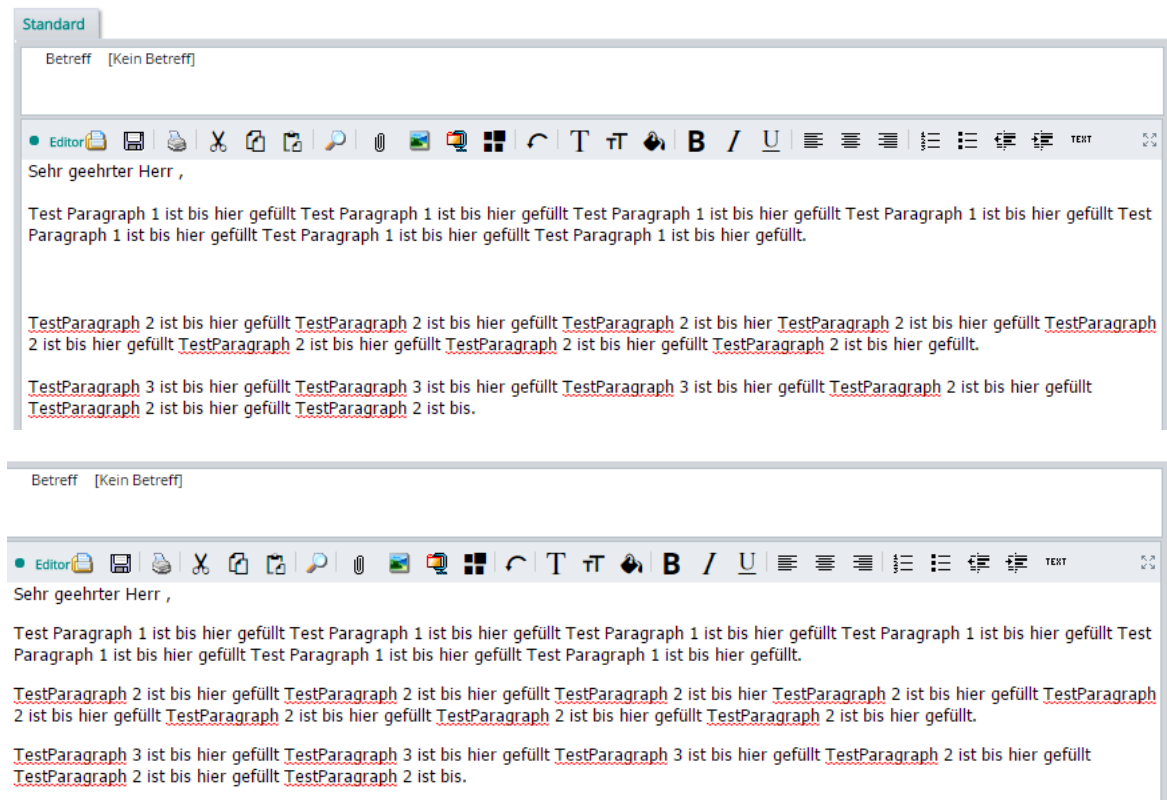 Standard
Betreff [Kein Betreff]
Editor TEXT
Sehr geehrter Herr ,
Test Paragraph 1 ist bis hier gefüllt Test Paragraph 1 ist bis hier gefüllt Test Paragraph 1 ist bis hier gefüllt Test Paragraph 1 ist bis hier gefüllt Test
Paragraph 1 ist bis hier gefüllt Test Paragraph 1 ist bis hier gefüllt Test Paragraph 1 ist bis hier gefüllt.
TestParagraph 2 ist bis hier gefüllt TestParagraph 2 ist bis hier gefüllt TestParagraph 2 ist bis hier TestParagraph 2 ist bis hier gefüllt TestParagraph
2 ist bis hier gefüllt TestParagraph 2 ist bis hier gefüllt TestParagraph 2 ist bis hier gefüllt TestParagraph 2 ist bis hier gefüllt.
TestParagraph 3 ist bis hier gefüllt TestParagraph 3 ist bis hier gefüllt TestParagraph 3 ist bis hier gefüllt TestParagraph 2 ist bis hier gefüllt
TestParagraph 2 ist bis hier gefüllt TestParagraph 2 ist bis.
Betreff [Kein Betreff]
Editor TEXT
Sehr geehrter Herr ,
Test Paragraph 1 ist bis hier gefüllt Test Paragraph 1 ist bis hier gefüllt Test Paragraph 1 ist bis hier gefüllt Test Paragraph 1 ist bis hier gefüllt Test
Paragraph 1 ist bis hier gefüllt Test Paragraph 1 ist bis hier gefüllt Test Paragraph 1 ist bis hier gefüllt.
TestParagraph 2 ist bis hier gefüllt TestParagraph 2 ist bis hier gefüllt TestParagraph 2 ist bis hier TestParagraph 2 ist bis hier gefüllt TestParagraph
2 ist bis hier gefüllt TestParagraph 2 ist bis hier gefüllt TestParagraph 2 ist bis hier gefüllt TestParagraph 2 ist bis hier gefüllt.
TestParagraph 3 ist bis hier gefüllt TestParagraph 3 ist bis hier gefüllt TestParagraph 3 ist bis hier gefüllt TestParagraph 2 ist bis hier gefüllt
TestParagraph 2 ist bis hier gefüllt TestParagraph 2 ist bis.